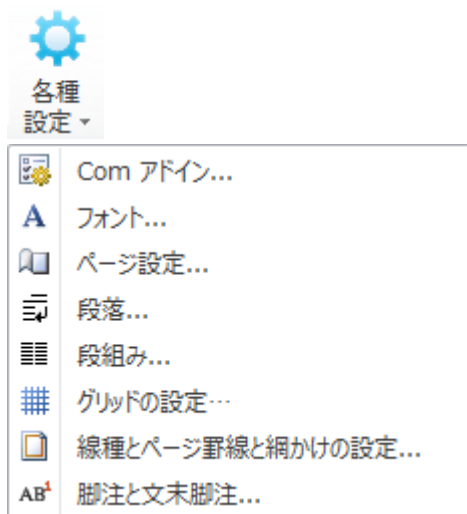 各種
設定
Com アドイン...
A フォント...
ページ設定...
段落...
段組み...
グリッドの設定…
線種とページ罫線と網かけの設定...
AB1 脚注と文末脚注...